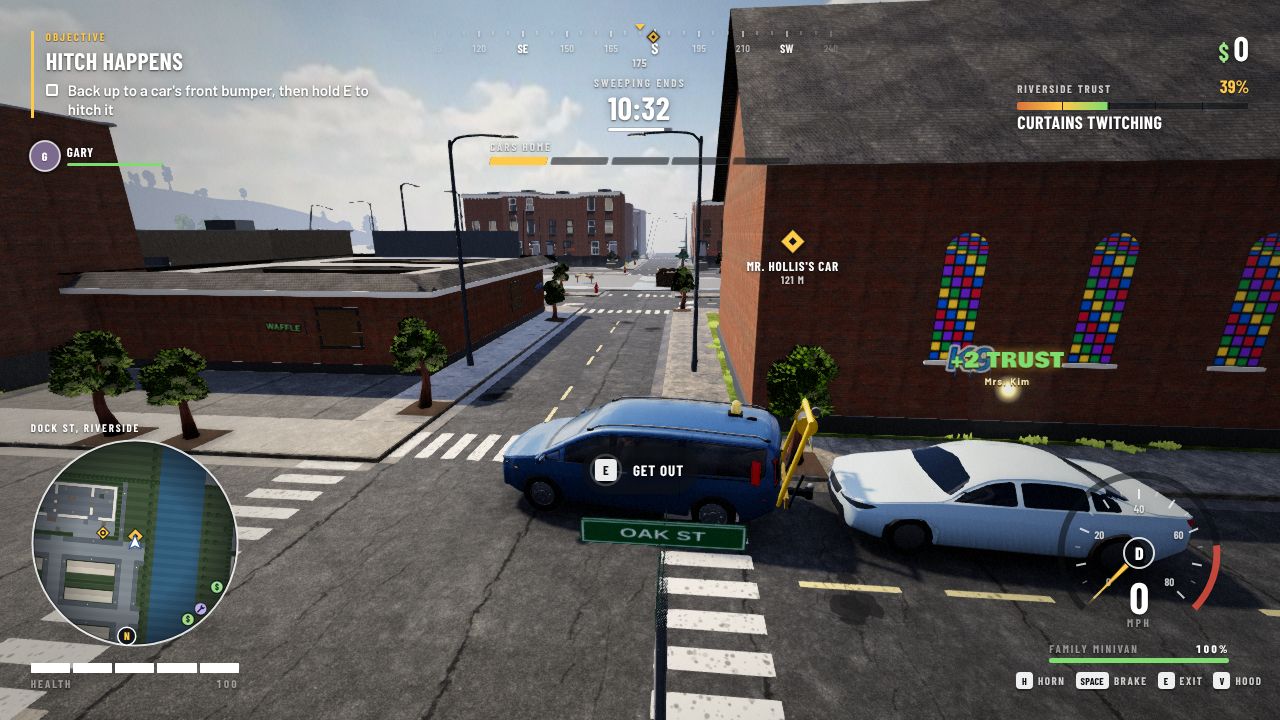 OBJECTIVE
HITCH HAPPENS
Back up to a car's front bumper, then hold E to
hitch it
G
GARY
120 SE 150 165 S 195 210 SW 240
175
SWEEPING ENDS
10:32
CARS HOME
$ 0
RIVERSIDE TRUST 39%
CURTAINS TWITCHING
MR. HOLLIS'S CAR
121 M
WAFFLE
+2 TRUST
Mrs. Kim
E GET OUT
OAK ST
DOCK ST, RIVERSIDE
$
$
N
HEALTH 100
0 20 40 60 80
D
0
MPH
FAMILY MINIVAN 100%
H HORN SPACE BRAKE E EXIT V HOOD